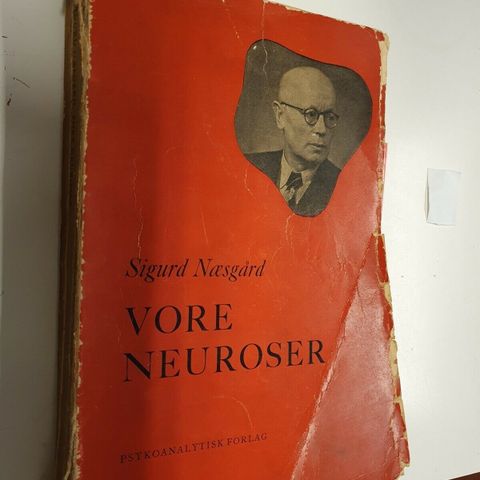 Sigurd Næsgård
VORE
NEUROSER
PSYKOANALYTISK FORLAG